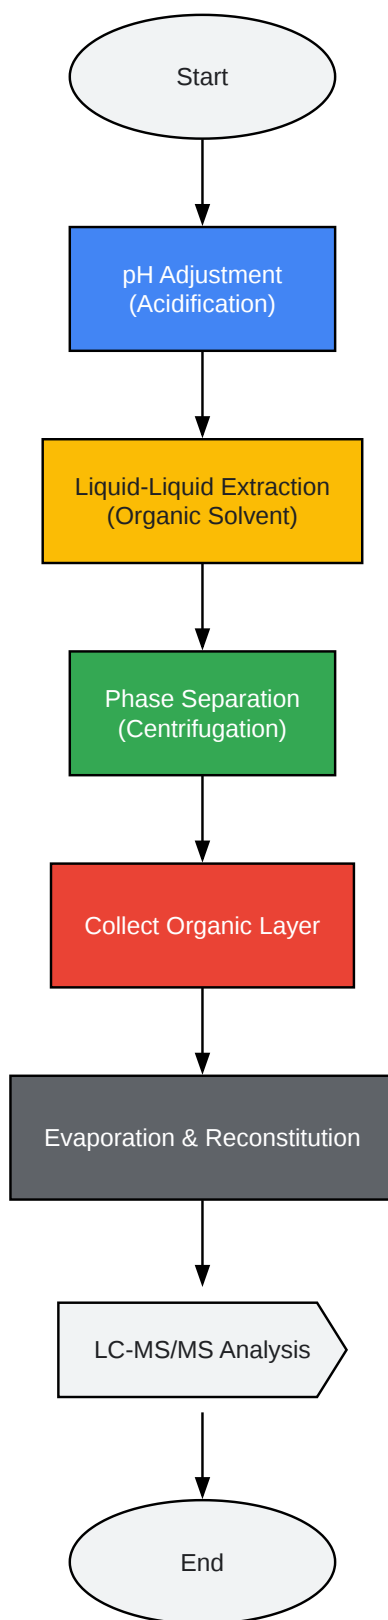 Start
pH Adjustment
(Acidification)
Liquid-Liquid Extraction
(Organic Solvent)
Phase Separation
(Centrifugation)
Collect Organic Layer
Evaporation & Reconstitution
LC-MS/MS Analysis
End